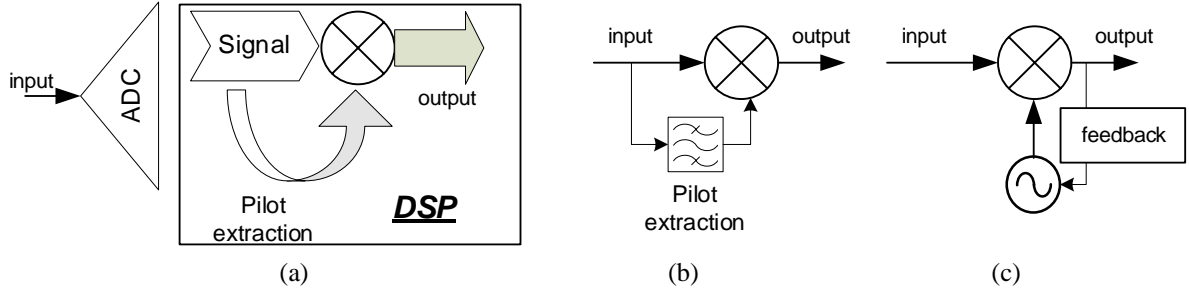 input
ADC
Signal
output
Pilot
extraction
DSP
(a)
input
output
Pilot
extraction
(b)
input
output
feedback
(c)